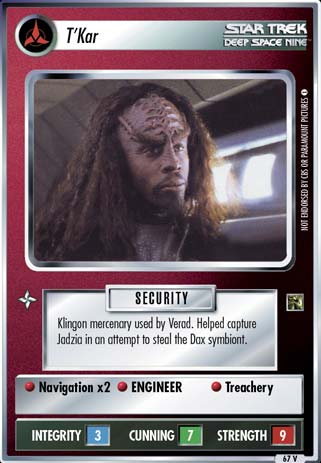 T'Kar
STAR TREK
DEEP SPACE NINE
NOT ENDORSED BY CBS OR PARAMOUNT PICTURES
SECURITY
Klingon mercenary used by Verad. Helped capture
Jadzia in an attempt to steal the Dax symbiont.
Navigation x2 ENGINEER Treachery
INTEGRITY 3 CUNNING 7 STRENGTH 9
67 V